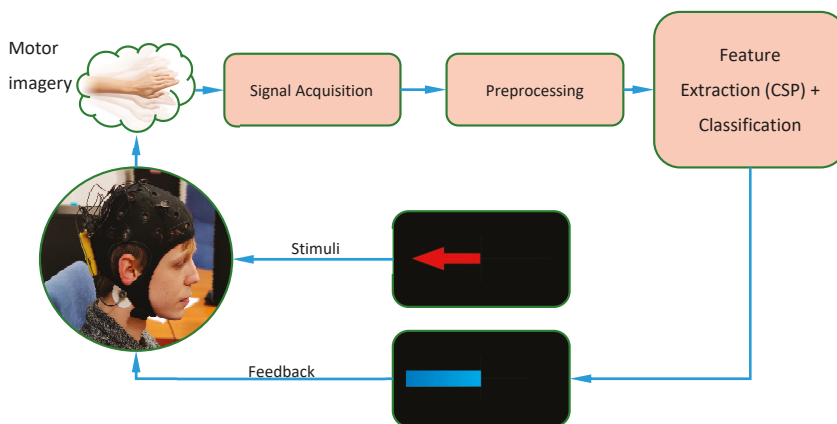 Motor
imagery
Signal Acquisition
Preprocessing
Feature
Extraction (CSP) +
Classification
Stimuli
Feedback